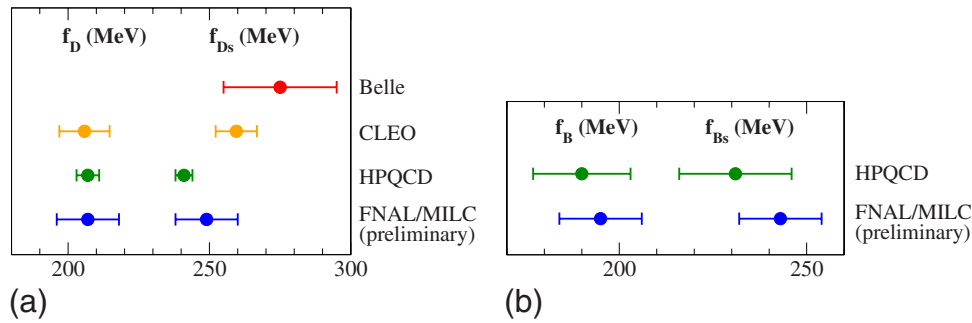 f_D (MeV) f_Ds (MeV)
Belle
CLEO
HPQCD
FNAL/MILC
(preliminary)
200 250 300
(a)
f_B (MeV) f_Bs (MeV)
HPQCD
FNAL/MILC
(preliminary)
200 250
(b)